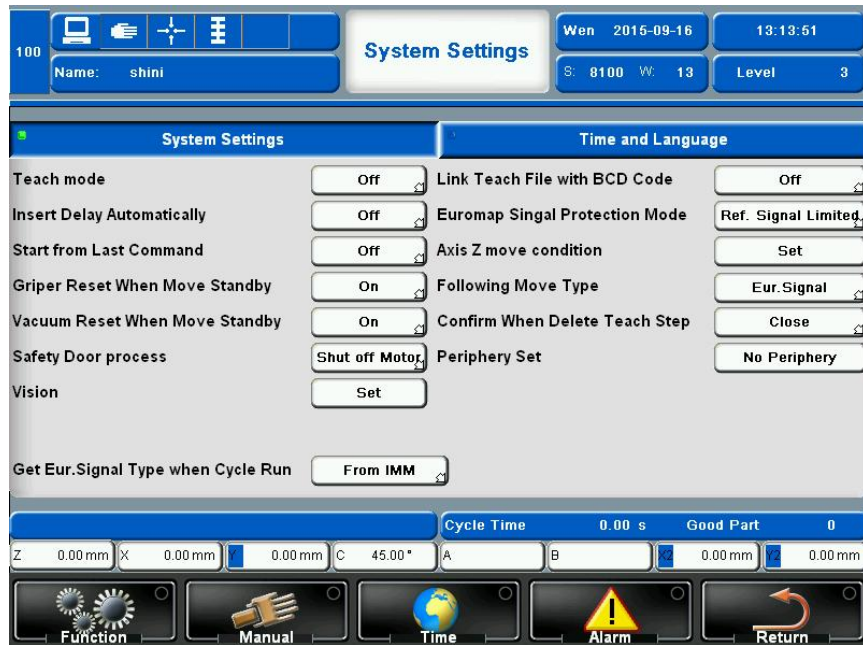 100
System Settings
Wen 2015-09-16
13:13:51
Name: shini
S: 8100 W: 13
Level 3
System Settings
Time and Language
Teach mode Off
Link Teach File with BCD Code Off
Insert Delay Automatically Off
Euromap Singal Protection Mode Ref. Signal Limited
Start from Last Command Off
Axis Z move condition Set
Griper Reset When Move Standby On
Following Move Type Eur.Signal
Vacuum Reset When Move Standby On
Confirm When Delete Teach Step Close
Safety Door process Shut off Motor
Periphery Set No Periphery
Vision Set
Get Eur.Signal Type when Cycle Run From IMM
Cycle Time 0.00 s Good Part 0
Z 0.00 mm X 0.00 mm Y 0.00 mm C 45.00° A B X2 0.00 mm Y2 0.00 mm
Function Manual Time Alarm Return